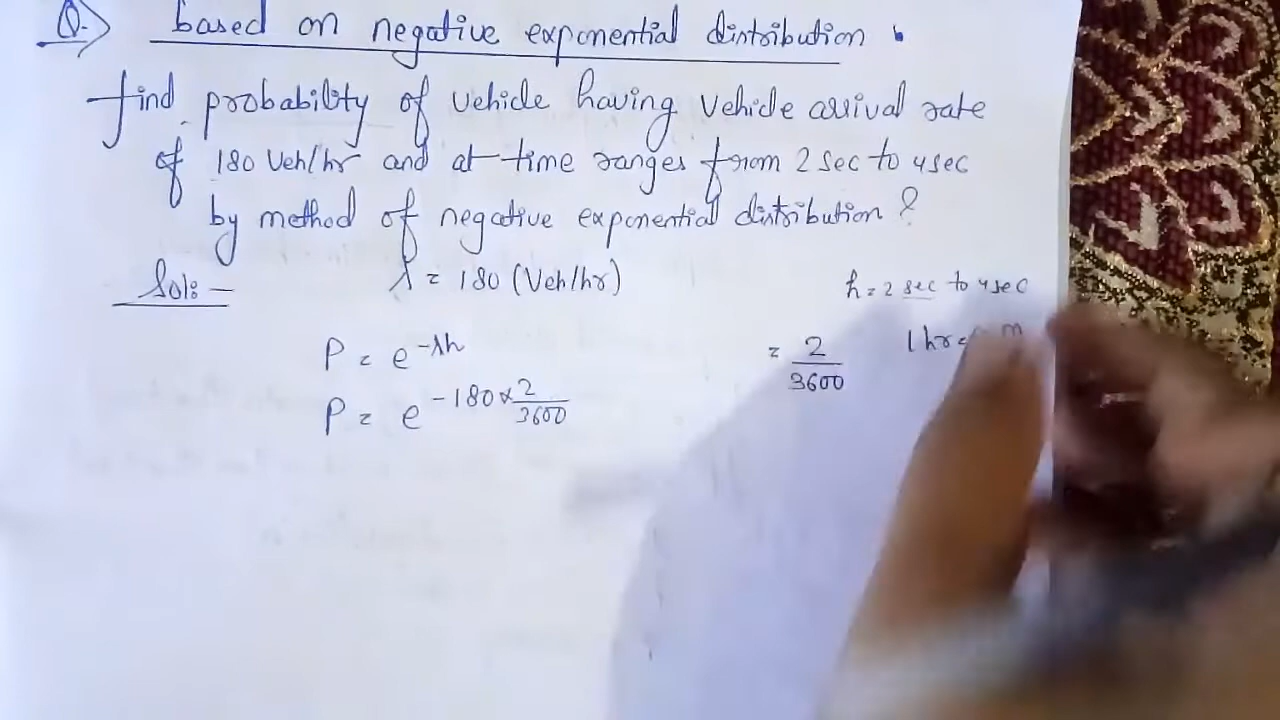 Q.> based on negative exponential distribution.
find probability of vehicle having vehicle arrival rate
of 180 Veh/hr and at time ranges from 2 sec to 4sec
by method of negative exponential distribution ?
Sol:- λ = 180 (Veh/hr) h = 2 sec to 4sec
P = e^-λh = 2/3600 1hr =
P = e^-180×2/3600